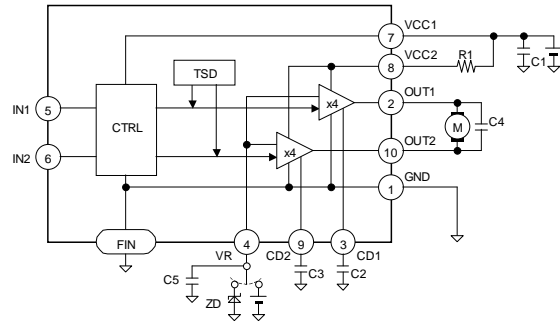 VCC1
7
C1
VCC2
R1
8
TSD
OUT1
IN1
5
x4
2
CTRL
M
C4
OUT2
IN2
6
x4
10
GND
1
FIN
4
9
3
VR
CD2
CD1
C5
C3
C2
ZD